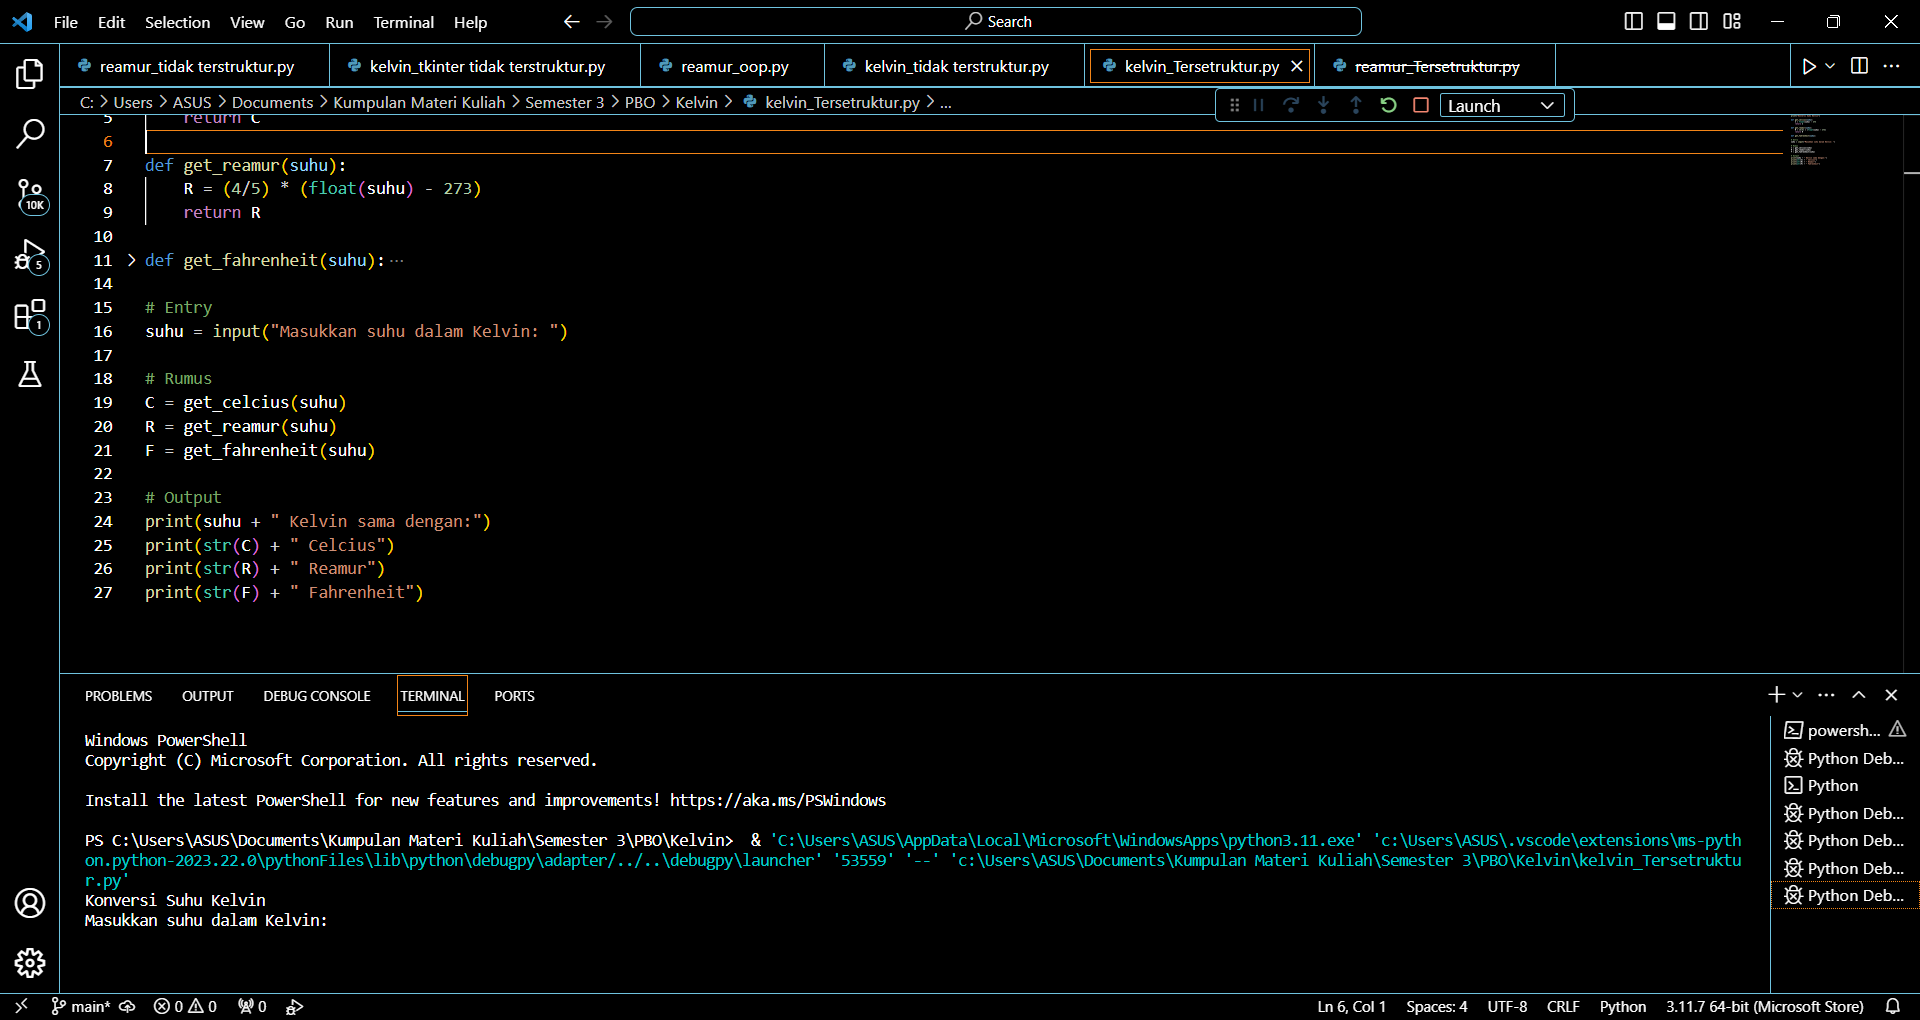 File Edit Selection View Go Run Terminal Help
Search
reamur_tidak terstruktur.py
kelvin_tkinter tidak terstruktur.py
reamur_oop.py
kelvin_tidak terstruktur.py
kelvin_Tersetruktur.py
reamur_Tersetruktur.py
C: > Users > ASUS > Documents > Kumpulan Materi Kuliah > Semester 3 > PBO > Kelvin > kelvin_Tersetruktur.py > ...
Launch
5 return C
6
7 def get_reamur(suhu):
8 R = (4/5) * (float(suhu) - 273)
9 return R
10
11 def get_fahrenheit(suhu):···
14
15 # Entry
16 suhu = input("Masukkan suhu dalam Kelvin: ")
17
18 # Rumus
19 C = get_celcius(suhu)
20 R = get_reamur(suhu)
21 F = get_fahrenheit(suhu)
22
23 # Output
24 print(suhu + " Kelvin sama dengan:")
25 print(str(C) + " Celcius")
26 print(str(R) + " Reamur")
27 print(str(F) + " Fahrenheit")
10K
5
1
PROBLEMS OUTPUT DEBUG CONSOLE TERMINAL PORTS
Windows PowerShell
Copyright (C) Microsoft Corporation. All rights reserved.
Install the latest PowerShell for new features and improvements! https://aka.ms/PSWindows
PS C:\Users\ASUS\Documents\Kumpulan Materi Kuliah\Semester 3\PBO\Kelvin>  & 'C:\Users\ASUS\AppData\Local\Microsoft\WindowsApps\python3.11.exe' 'c:\Users\ASUS\.vscode\extensions\ms-pyth
on.python-2023.22.0\pythonFiles\lib\python\debugpy\adapter/../..\debugpy\launcher' '53559' '--' 'c:\Users\ASUS\Documents\Kumpulan Materi Kuliah\Semester 3\PBO\Kelvin\kelvin_Tersetruktu
r.py'
Konversi Suhu Kelvin
Masukkan suhu dalam Kelvin:
powersh...
Python Deb...
Python
Python Deb...
Python Deb...
Python Deb...
Python Deb...
main* 0 0 0 Ln 6, Col 1 Spaces: 4 UTF-8 CRLF Python 3.11.7 64-bit (Microsoft Store)